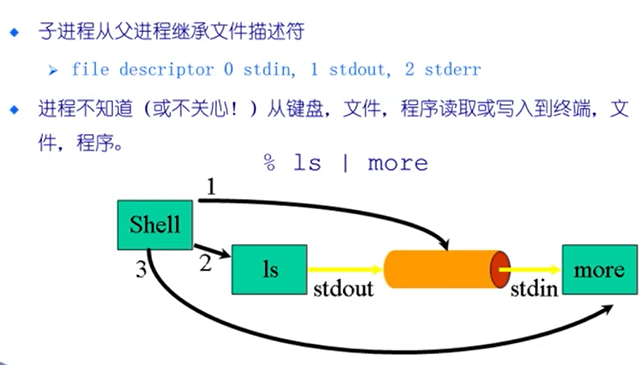 子进程从父进程继承文件描述符
file descriptor 0 stdin, 1 stdout, 2 stderr
进程不知道（或不关心！）从键盘，文件，程序读取或写入到终端，文
件，程序。
% ls | more
1
Shell
3
2
ls
stdout
stdin
more